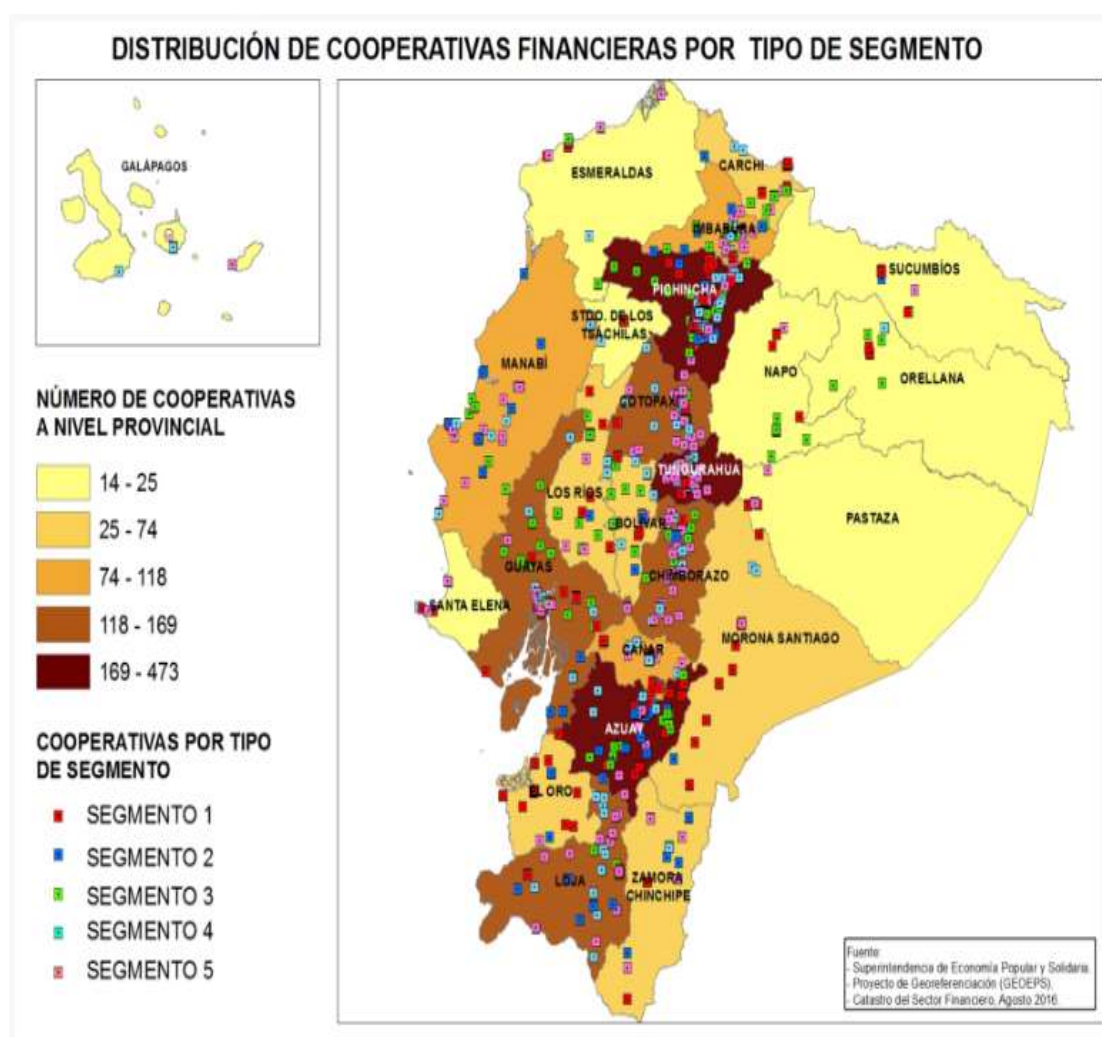 DISTRIBUCIÓN DE COOPERATIVAS FINANCIERAS POR TIPO DE SEGMENTO
GALÁPAGOS
NÚMERO DE COOPERATIVAS
A NIVEL PROVINCIAL
14 - 25
25 - 74
74 - 118
118 - 169
169 - 473
COOPERATIVAS POR TIPO
DE SEGMENTO
SEGMENTO 1
SEGMENTO 2
SEGMENTO 3
SEGMENTO 4
SEGMENTO 5
ESMERALDAS
CARCHI
IMBABURA
SUCUMBÍOS
PICHINCHA
STDO. DE LOS
TSÁCHILAS
MANABÍ
NAPO
ORELLANA
COTOPAXI
TUNGURAHUA
LOS RÍOS
BOLÍVAR
PASTAZA
GUAYAS
CHIMBORAZO
SANTA ELENA
MORONA SANTIAGO
CAÑAR
AZUAY
EL ORO
LOJA
ZAMORA
CHINCHIPE
Fuente:
- Superintendencia de Economía Popular y Solidaria.
- Proyecto de Georeferenciación (GEOEPS).
- Catastro del Sector Financiero, Agosto 2016.